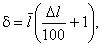 δ = l̄(Δl/100 + 1),